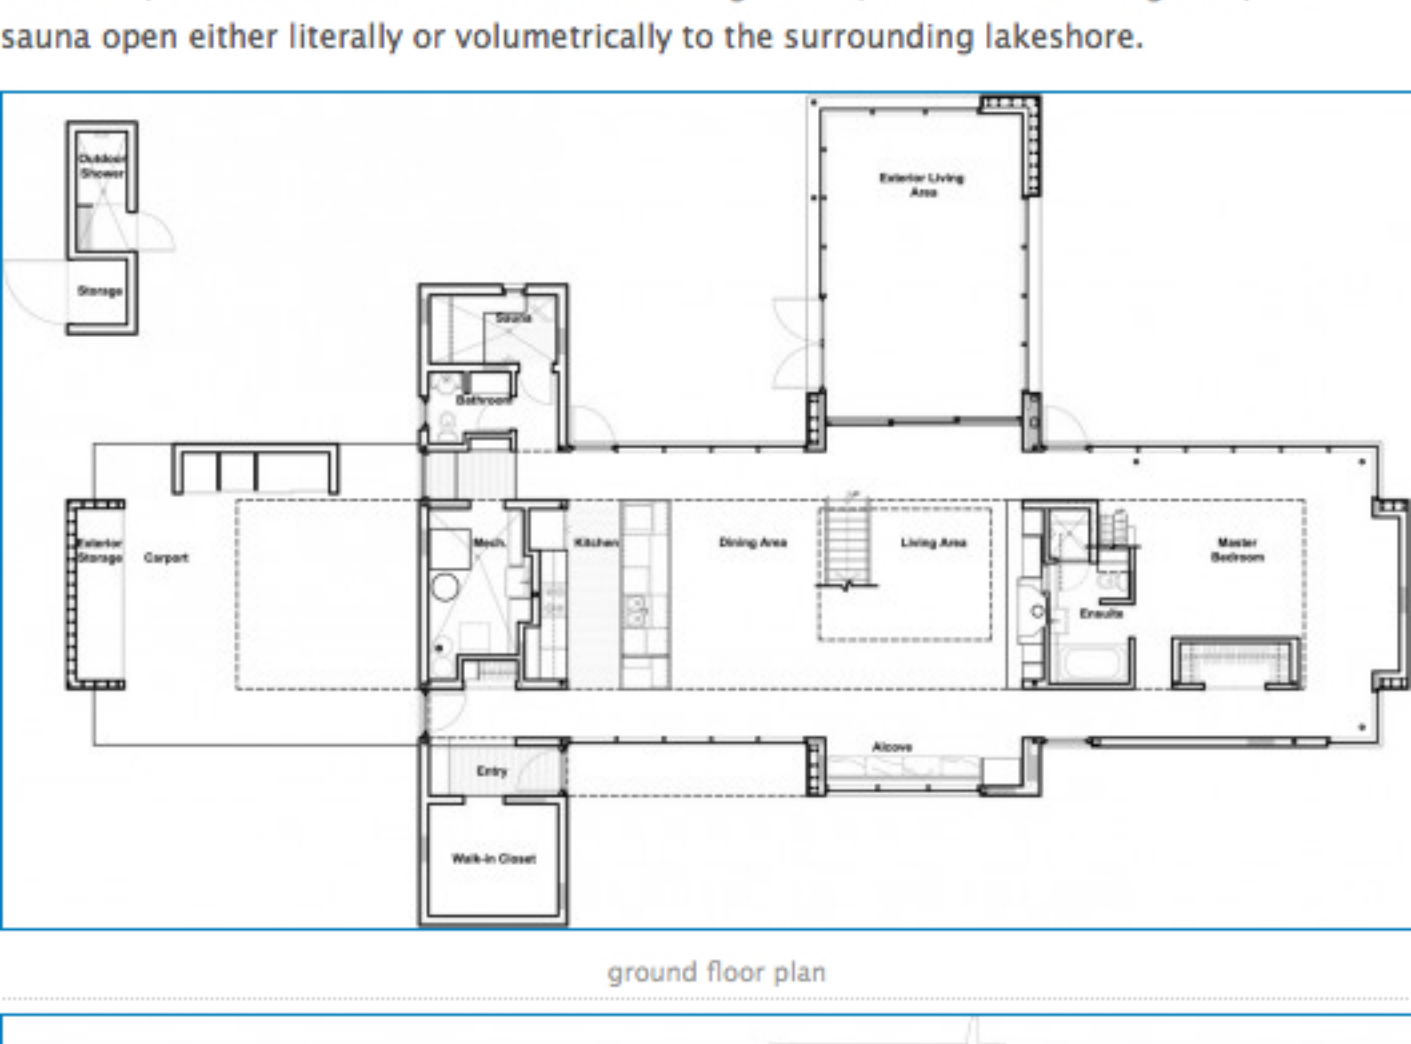 sauna open either literally or volumetrically to the surrounding lakeshore.
Outdoor
Shower
Storage
Exterior Living
Area
Sauna
Bathroom
Exterior
Storage
Carport
Mech.
Kitchen
Dining Area
Living Area
Ensuite
Master
Bedroom
Alcove
Entry
Walk-in Closet
ground floor plan